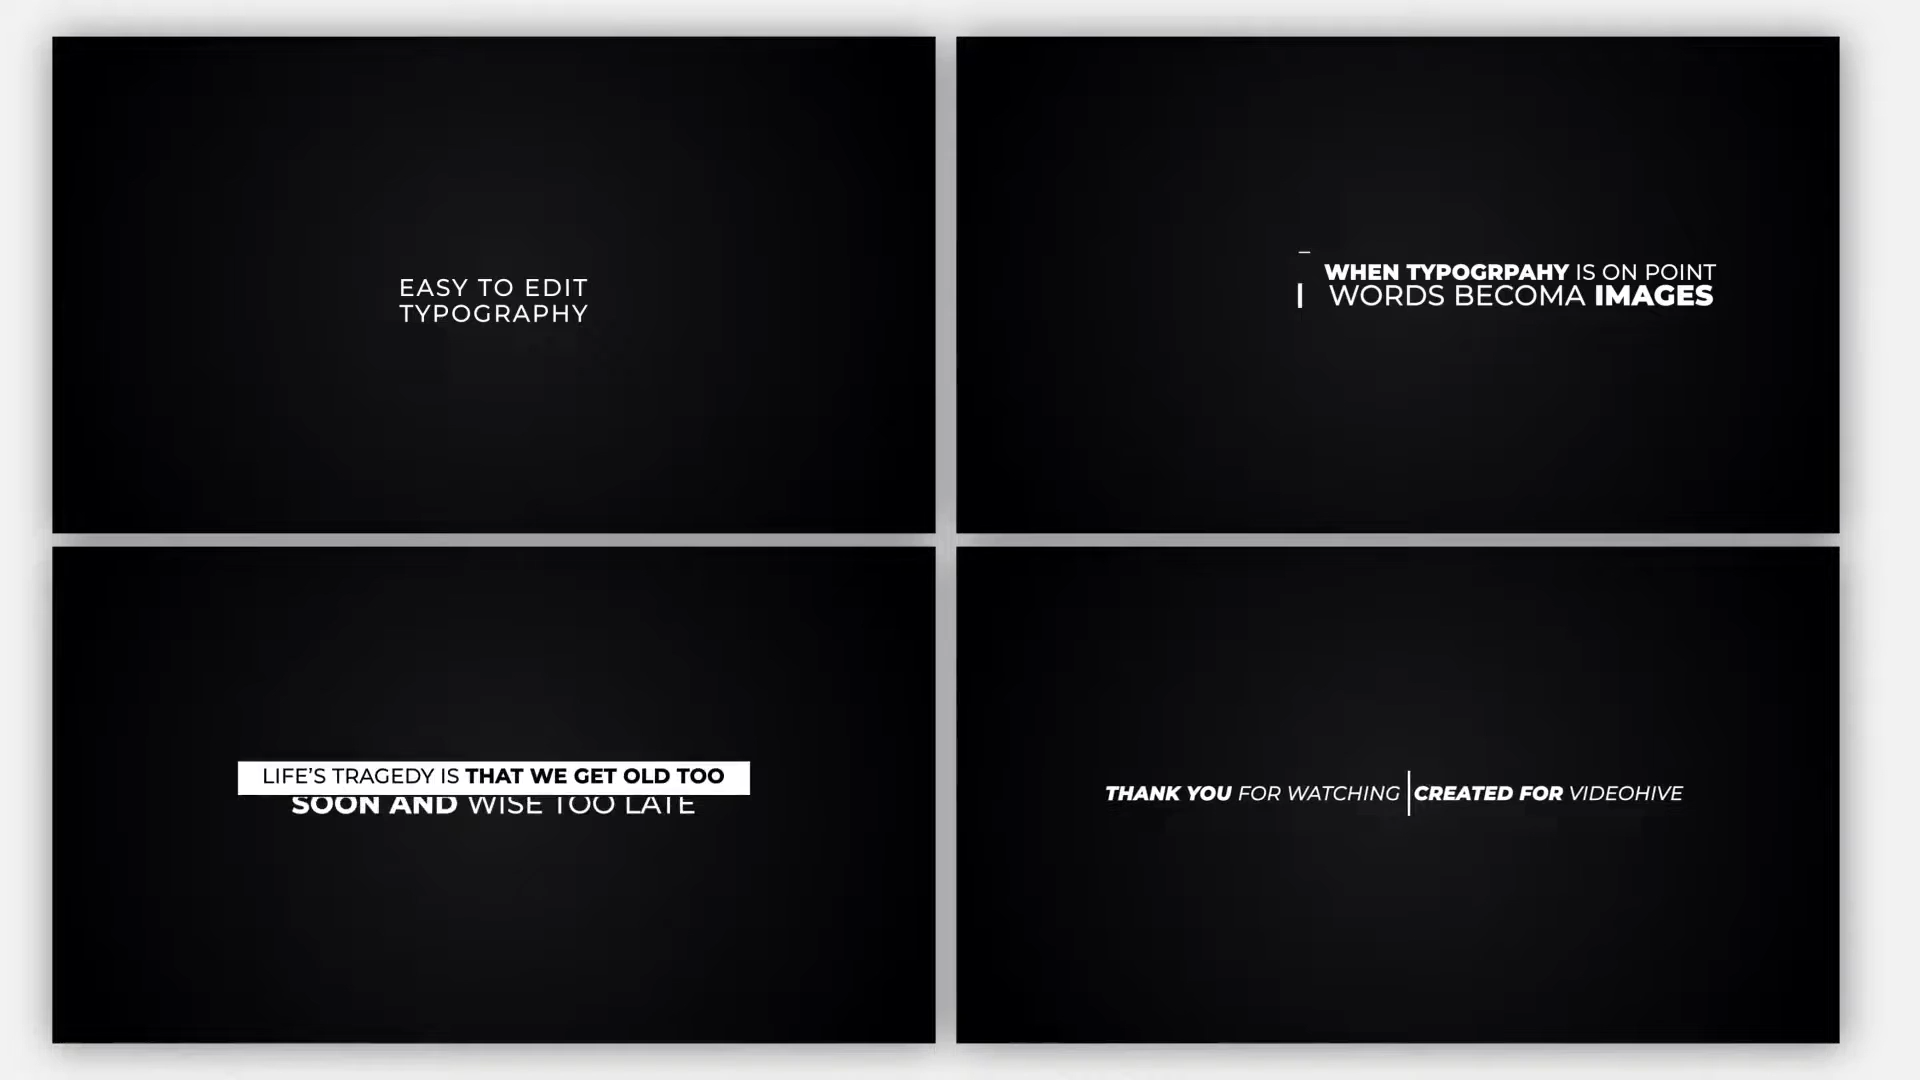 EASY TO EDIT
TYPOGRAPHY
WHEN TYPOGRPAHY IS ON POINT
WORDS BECOMA IMAGES
LIFE'S TRAGEDY IS THAT WE GET OLD TOO
SOON AND WISE TOO LATE
THANK YOU FOR WATCHING CREATED FOR VIDEOHIVE